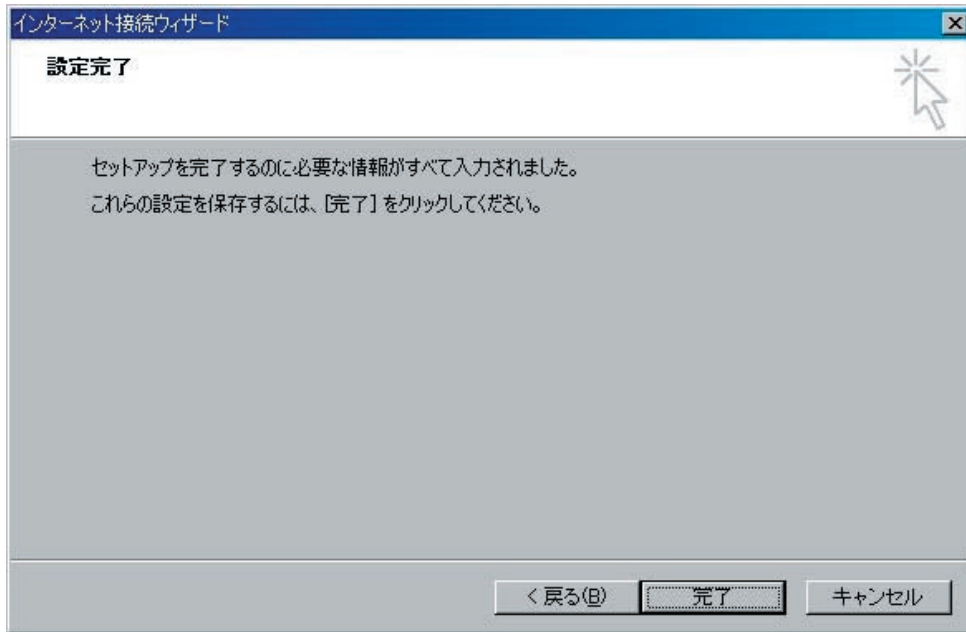 インターネット接続ウィザード
設定完了
セットアップを完了するのに必要な情報がすべて入力されました。
これらの設定を保存するには、[完了] をクリックしてください。
< 戻る(B)
完了
キャンセル